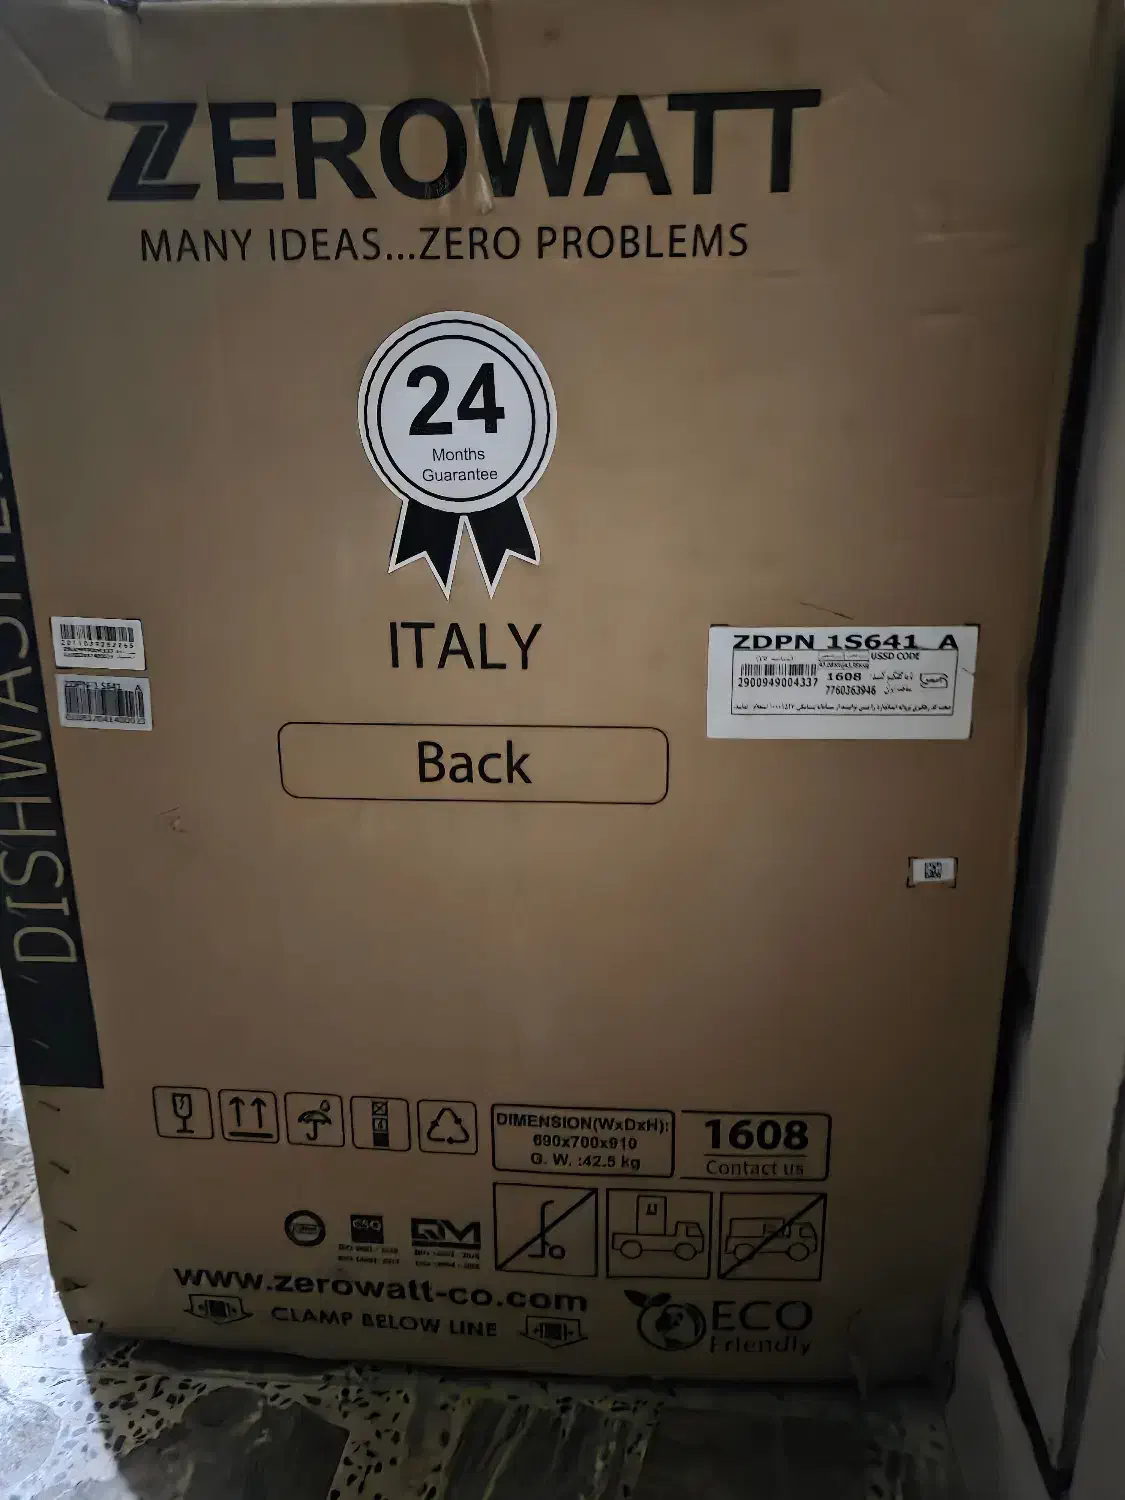 ZEROWATT
MANY IDEAS...ZERO PROBLEMS
24
Months
Guarantee
ITALY
DISHWASHER
ZDPN 1S641 A
USSD CODE
1608
2900949004337
7760363946
Back
DIMENSION(WxDxH):
690x700x910
G. W. :42.5 kg
1608
Contact us
www.zerowatt-co.com
CLAMP BELOW LINE
ECO
Friendly